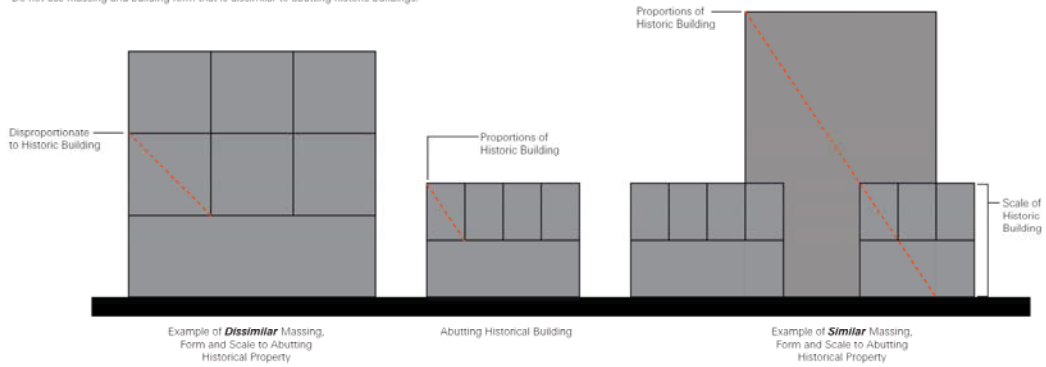 Do not use massing and building form that is dissimilar to abutting historic buildings.
Proportions of
Historic Building
Disproportionate
to Historic Building
Proportions of
Historic Building
Scale of
Historic
Building
Example of Dissimilar Massing,
Form and Scale to Abutting
Historical Property
Abutting Historical Building
Example of Similar Massing,
Form and Scale to Abutting
Historical Property